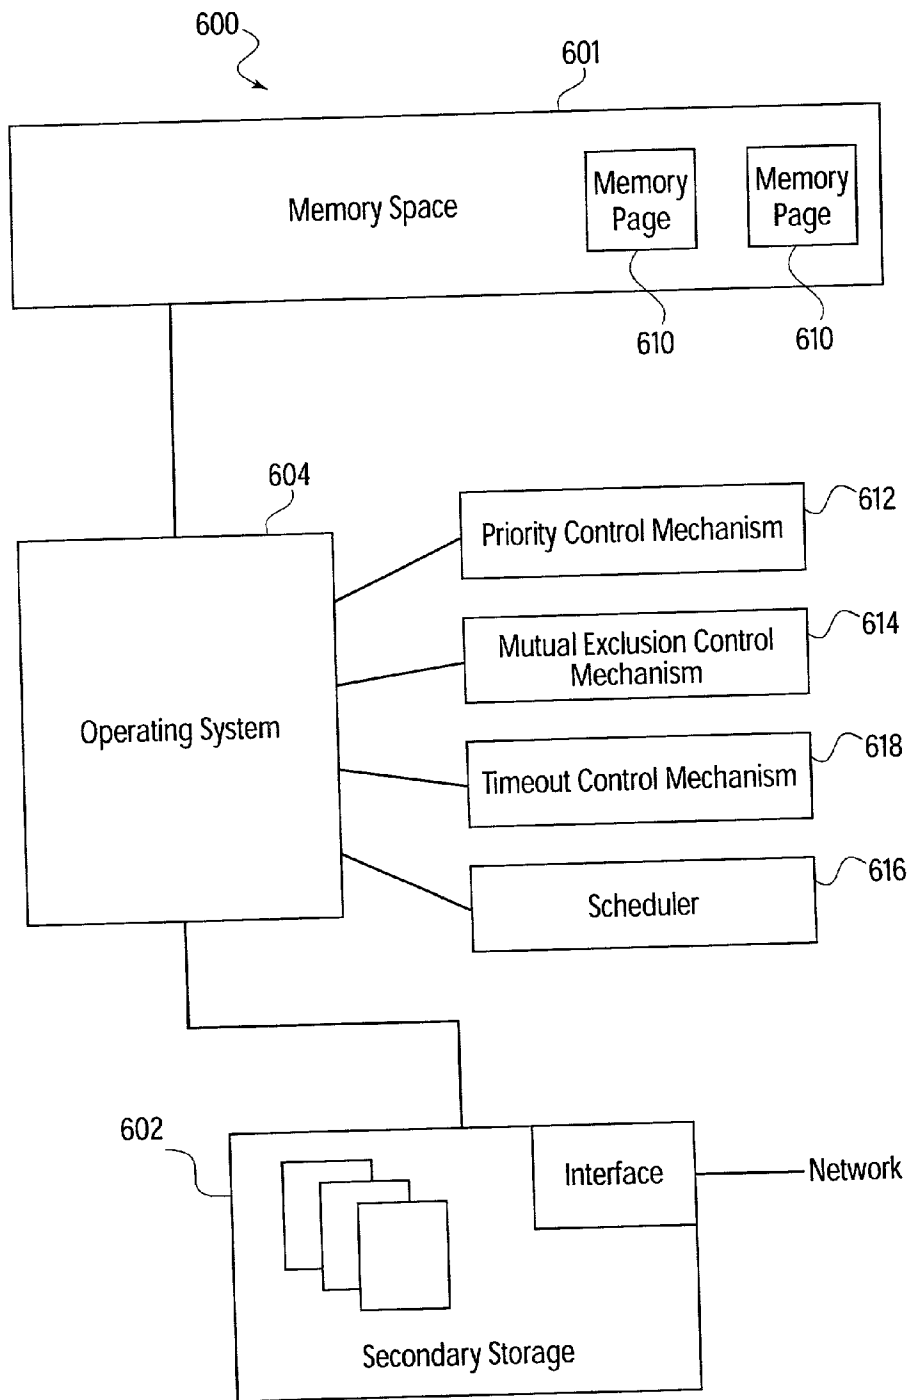 600
601
Memory Space
Memory
Page
Memory
Page
610
610
604
Operating System
Priority Control Mechanism
612
Mutual Exclusion Control
Mechanism
614
Timeout Control Mechanism
618
Scheduler
616
602
Interface
Network
Secondary Storage